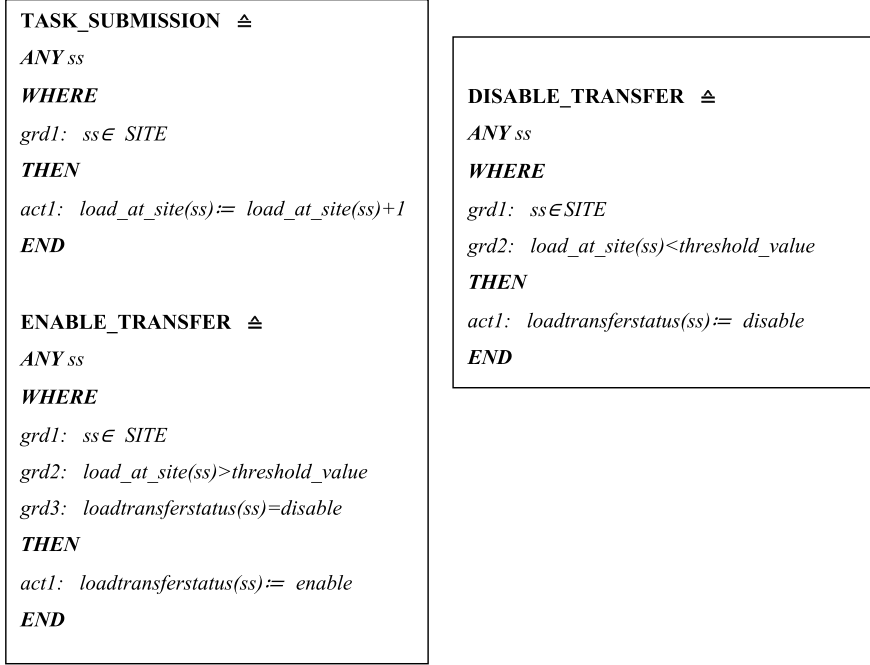 TASK_SUBMISSION ≙
ANY ss
WHERE
grd1: ss∈ SITE
THEN
act1: load_at_site(ss)≔ load_at_site(ss)+1
END
ENABLE_TRANSFER ≙
ANY ss
WHERE
grd1: ss∈ SITE
grd2: load_at_site(ss)>threshold_value
grd3: loadtransferstatus(ss)=disable
THEN
act1: loadtransferstatus(ss)≔ enable
END
DISABLE_TRANSFER ≙
ANY ss
WHERE
grd1: ss∈SITE
grd2: load_at_site(ss)<threshold_value
THEN
act1: loadtransferstatus(ss)≔ disable
END